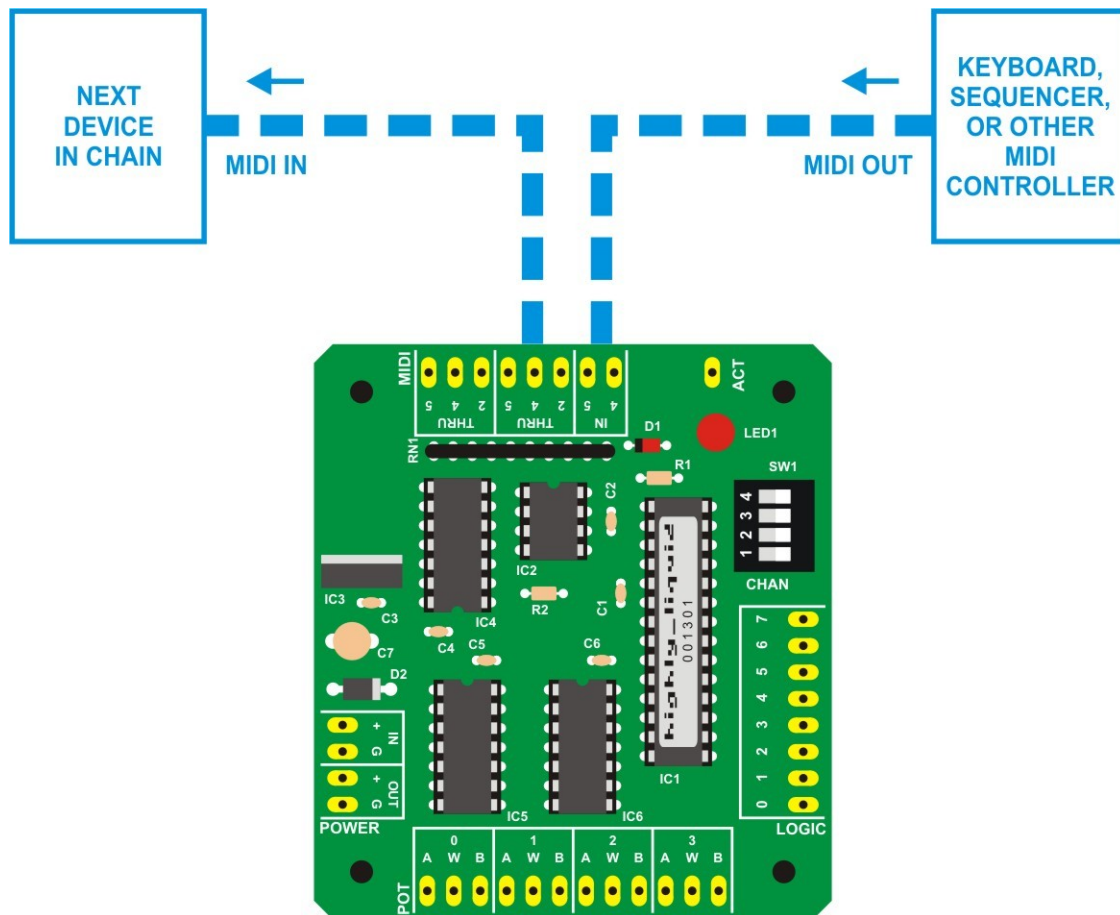 NEXT
DEVICE
IN CHAIN
KEYBOARD,
SEQUENCER,
OR OTHER
MIDI
CONTROLLER
MIDI IN
MIDI OUT
MIDI
5 4 2 5 4 2 5 4
THRU THRU IN
ACT
RN1
D1
LED1
R1
SW1
C2
1 2 3 4
IC2
CHAN
IC3
C3
IC4
R2
C1
highly_liquid
001301
C7
C4
C5
C6
D2
7
6
5
4
3
2
1
0
+
G
IN
+
G
OUT
IC1
IC5
IC6
POWER
LOGIC
0 1 2 3
A W B A W B A W B A W B
POT